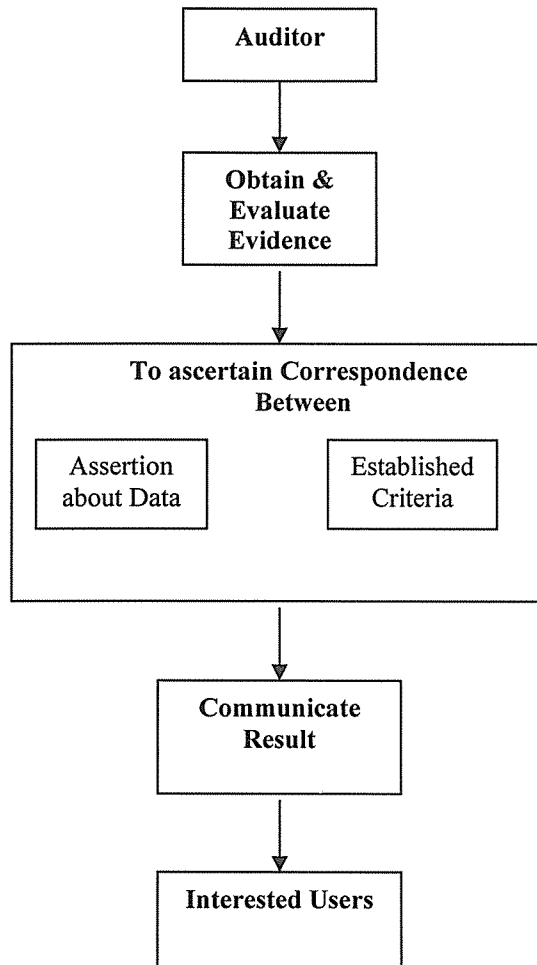 Auditor
Obtain &
Evaluate
Evidence
To ascertain Correspondence
Between
Assertion
about Data
Established
Criteria
Communicate
Result
Interested Users